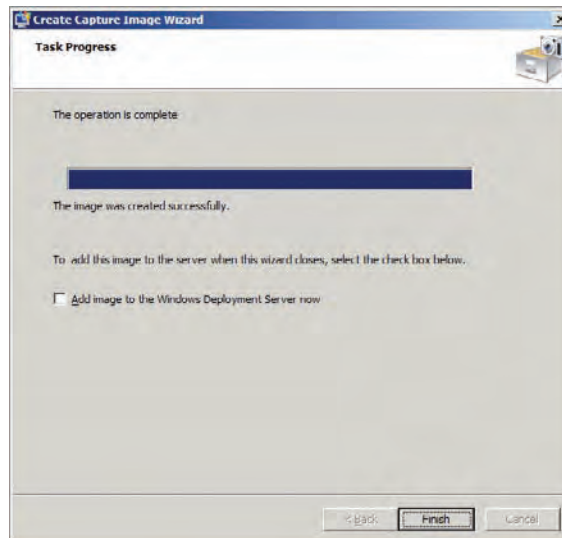 Create Capture Image Wizard
Task Progress
The operation is complete
The image was created successfully.
To add this image to the server when this wizard closes, select the check box below.
Add image to the Windows Deployment Server now
< Back Finish Cancel